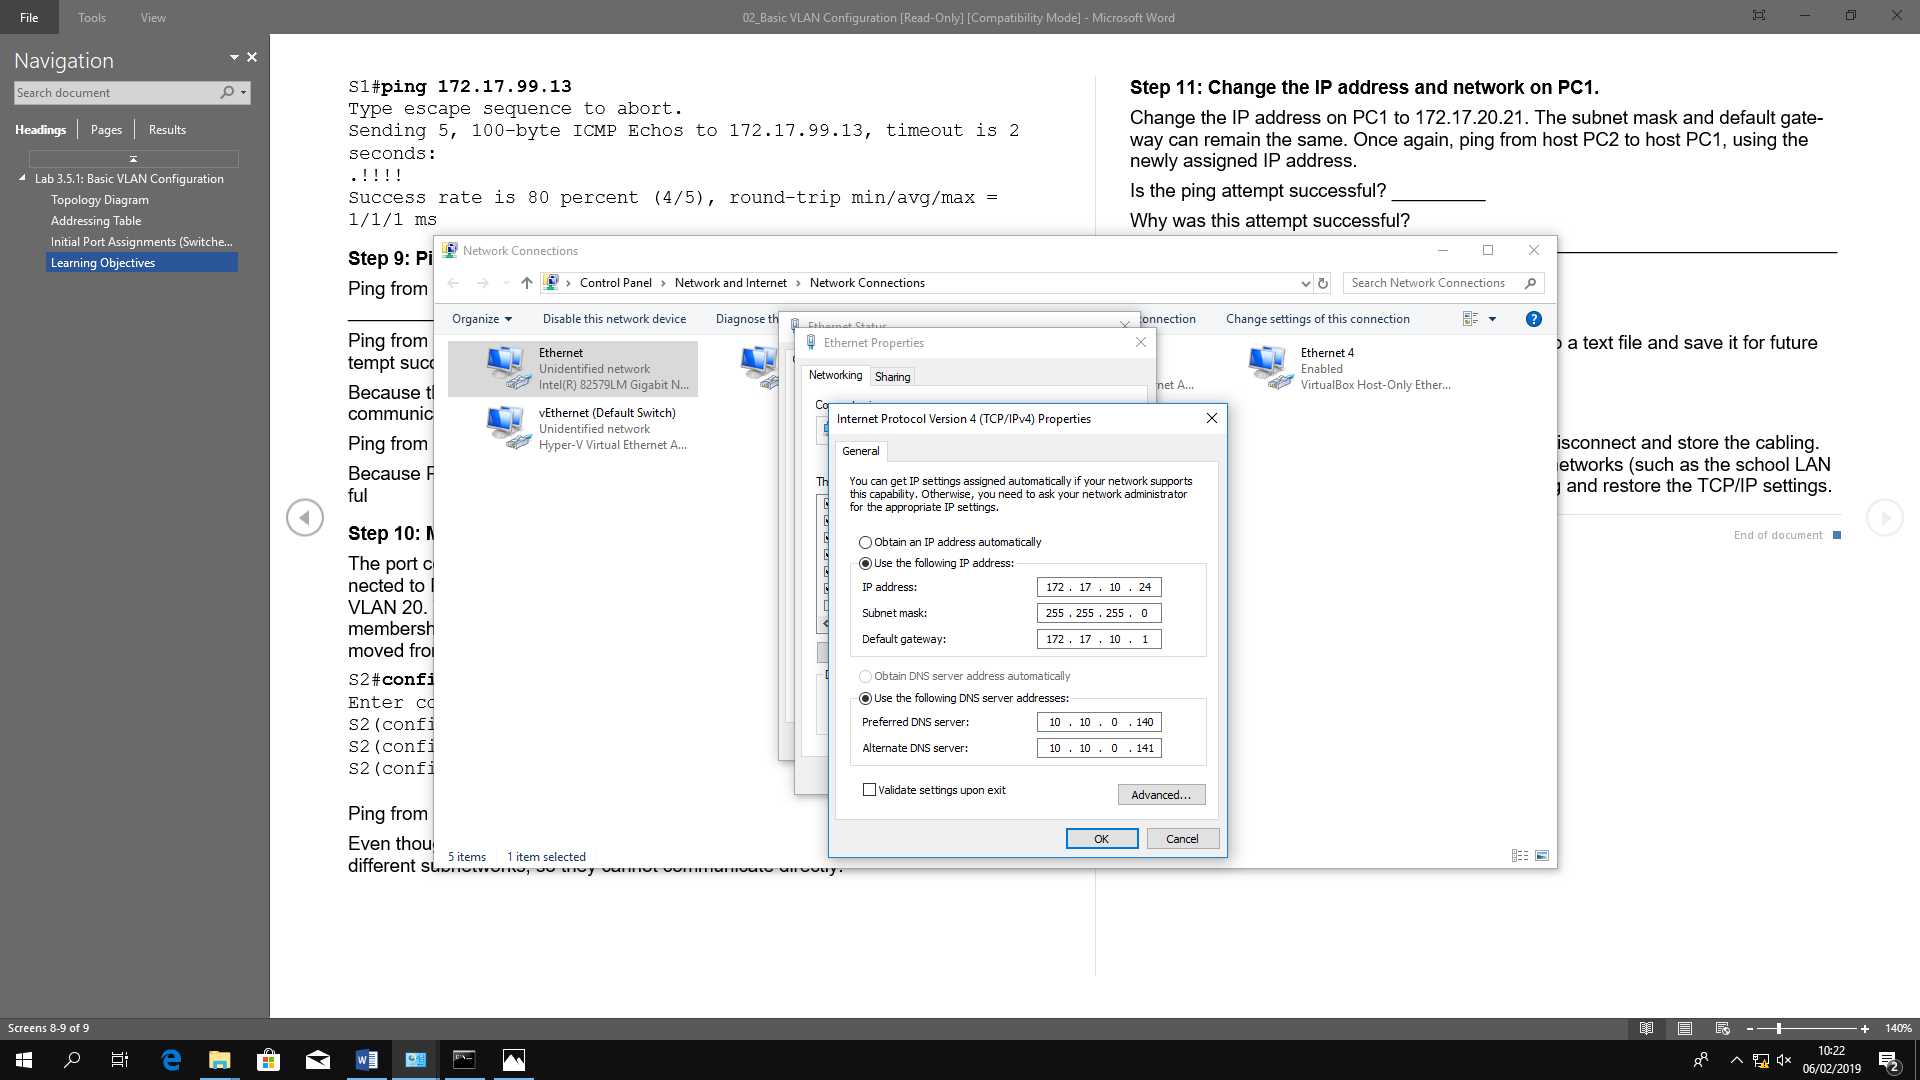 File
Tools
View
02_Basic VLAN Configuration [Read-Only] [Compatibility Mode] - Microsoft Word
Navigation
Search document
Headings
Pages
Results
Lab 3.5.1: Basic VLAN Configuration
Topology Diagram
Addressing Table
Initial Port Assignments (Switche...
Learning Objectives
S1#ping 172.17.99.13
Type escape sequence to abort.
Sending 5, 100-byte ICMP Echos to 172.17.99.13, timeout is 2
seconds:
.!!!!
Success rate is 80 percent (4/5), round-trip min/avg/max =
1/1/1 ms
Step 9: Pi
Ping from
Ping from
tempt succ
Because th
communic
Ping from
Because P
ful
Step 10: M
The port co
nected to
VLAN 20.
membersh
moved from
S2#confi
Enter co
S2(confi
S2(confi
S2(confi
Ping from
Even thou
different subnetworks, so they cannot communicate directly.
Step 11: Change the IP address and network on PC1.
Change the IP address on PC1 to 172.17.20.21. The subnet mask and default gate-
way can remain the same. Once again, ping from host PC2 to host PC1, using the
newly assigned IP address.
Is the ping attempt successful? _________
Why was this attempt successful?
a text file and save it for future
isconnect and store the cabling.
etworks (such as the school LAN
and restore the TCP/IP settings.
End of document
Network Connections
Control Panel
Network and Internet
Network Connections
Search Network Connections
Organize
Disable this network device
Diagnose th
onnection
Change settings of this connection
Ethernet
Unidentified network
Intel(R) 82579LM Gigabit N...
net A...
Ethernet 4
Enabled
VirtualBox Host-Only Ether...
vEthernet (Default Switch)
Unidentified network
Hyper-V Virtual Ethernet A...
5 items
1 item selected
Ethernet Status
Ethernet Properties
Networking
Sharing
Internet Protocol Version 4 (TCP/IPv4) Properties
General
You can get IP settings assigned automatically if your network supports
this capability. Otherwise, you need to ask your network administrator
for the appropriate IP settings.
Obtain an IP address automatically
Use the following IP address:
IP address: 172 . 17 . 10 . 24
Subnet mask: 255 . 255 . 255 . 0
Default gateway: 172 . 17 . 10 . 1
Obtain DNS server address automatically
Use the following DNS server addresses:
Preferred DNS server: 10 . 10 . 0 . 140
Alternate DNS server: 10 . 10 . 0 . 141
Validate settings upon exit
Advanced...
OK
Cancel
Screens 8-9 of 9
140%
10:22
06/02/2019
2